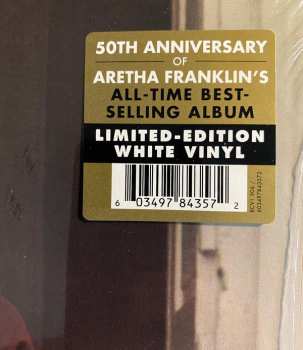 50TH ANNIVERSARY
OF
ARETHA FRANKLIN'S
ALL-TIME BEST-
SELLING ALBUM
LIMITED-EDITION
WHITE VINYL
6 03497 84357 2